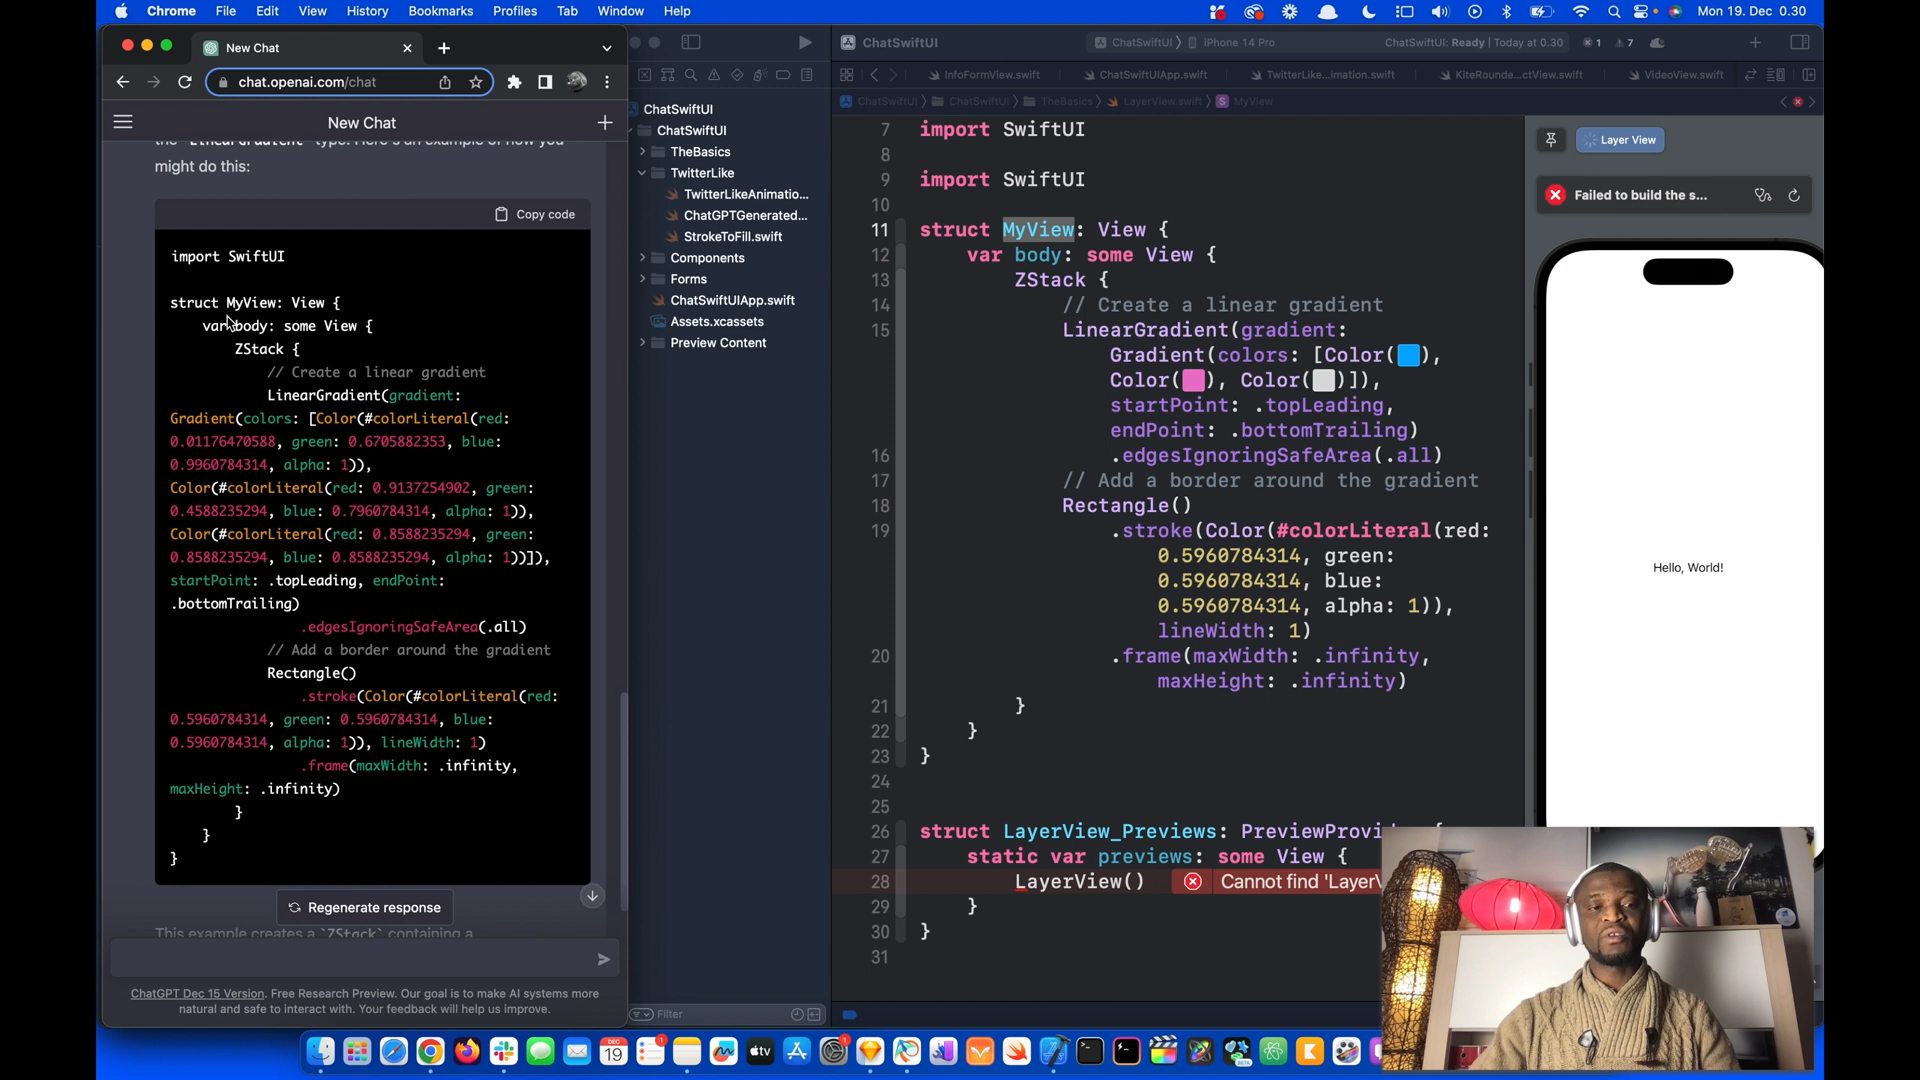 Chrome File Edit View History Bookmarks Profiles Tab Window Help
Mon 19. Dec 0.30
New Chat
chat.openai.com/chat
New Chat
might do this:
Copy code
import SwiftUI
struct MyView: View {
var body: some View {
ZStack {
// Create a linear gradient
LinearGradient(gradient:
Gradient(colors: [Color(#colorLiteral(red:
0.01176470588, green: 0.6705882353, blue:
0.9960784314, alpha: 1)),
Color(#colorLiteral(red: 0.9137254902, green:
0.4588235294, blue: 0.7960784314, alpha: 1)),
Color(#colorLiteral(red: 0.8588235294, green:
0.8588235294, blue: 0.8588235294, alpha: 1))]),
startPoint: .topLeading, endPoint:
.bottomTrailing)
.edgesIgnoringSafeArea(.all)
// Add a border around the gradient
Rectangle()
.stroke(Color(#colorLiteral(red:
0.5960784314, green: 0.5960784314, blue:
0.5960784314, alpha: 1)), lineWidth: 1)
.frame(maxWidth: .infinity,
maxHeight: .infinity)
}
}
}
Regenerate response
This example creates a `ZStack` containing a
ChatGPT Dec 15 Version. Free Research Preview. Our goal is to make AI systems more
natural and safe to interact with. Your feedback will help us improve.
ChatSwiftUI
ChatSwiftUI
TheBasics
TwitterLike
TwitterLikeAnimatio...
ChatGPTGenerated...
StrokeToFill.swift
Components
Forms
ChatSwiftUIApp.swift
Assets.xcassets
Preview Content
Filter
ChatSwiftUI
ChatSwiftUI 〉 iPhone 14 Pro
ChatSwiftUI: Ready | Today at 0.30
1 7
InfoFormView.swift ChatSwiftUIApp.swift TwitterLike...imation.swift KiteRounde...ctView.swift VideoView.swift
ChatSwiftUI 〉 ChatSwiftUI 〉 TheBasics 〉 LayerView.swift 〉 S MyView
7 import SwiftUI
8
9 import SwiftUI
10
11 struct MyView: View {
12 var body: some View {
13 ZStack {
14 // Create a linear gradient
15 LinearGradient(gradient:
Gradient(colors: [Color(),
Color(), Color()]),
startPoint: .topLeading,
endPoint: .bottomTrailing)
16 .edgesIgnoringSafeArea(.all)
17 // Add a border around the gradient
18 Rectangle()
19 .stroke(Color(#colorLiteral(red:
0.5960784314, green:
0.5960784314, blue:
0.5960784314, alpha: 1)),
lineWidth: 1)
20 .frame(maxWidth: .infinity,
maxHeight: .infinity)
21 }
22 }
23 }
24
25
26 struct LayerView_Previews: PreviewProvi
27 static var previews: some View {
28 LayerView() Cannot find 'Layer
29 }
30 }
31
Layer View
Failed to build the s...
Hello, World!
DEC
19
1
tv
1
BETA
K